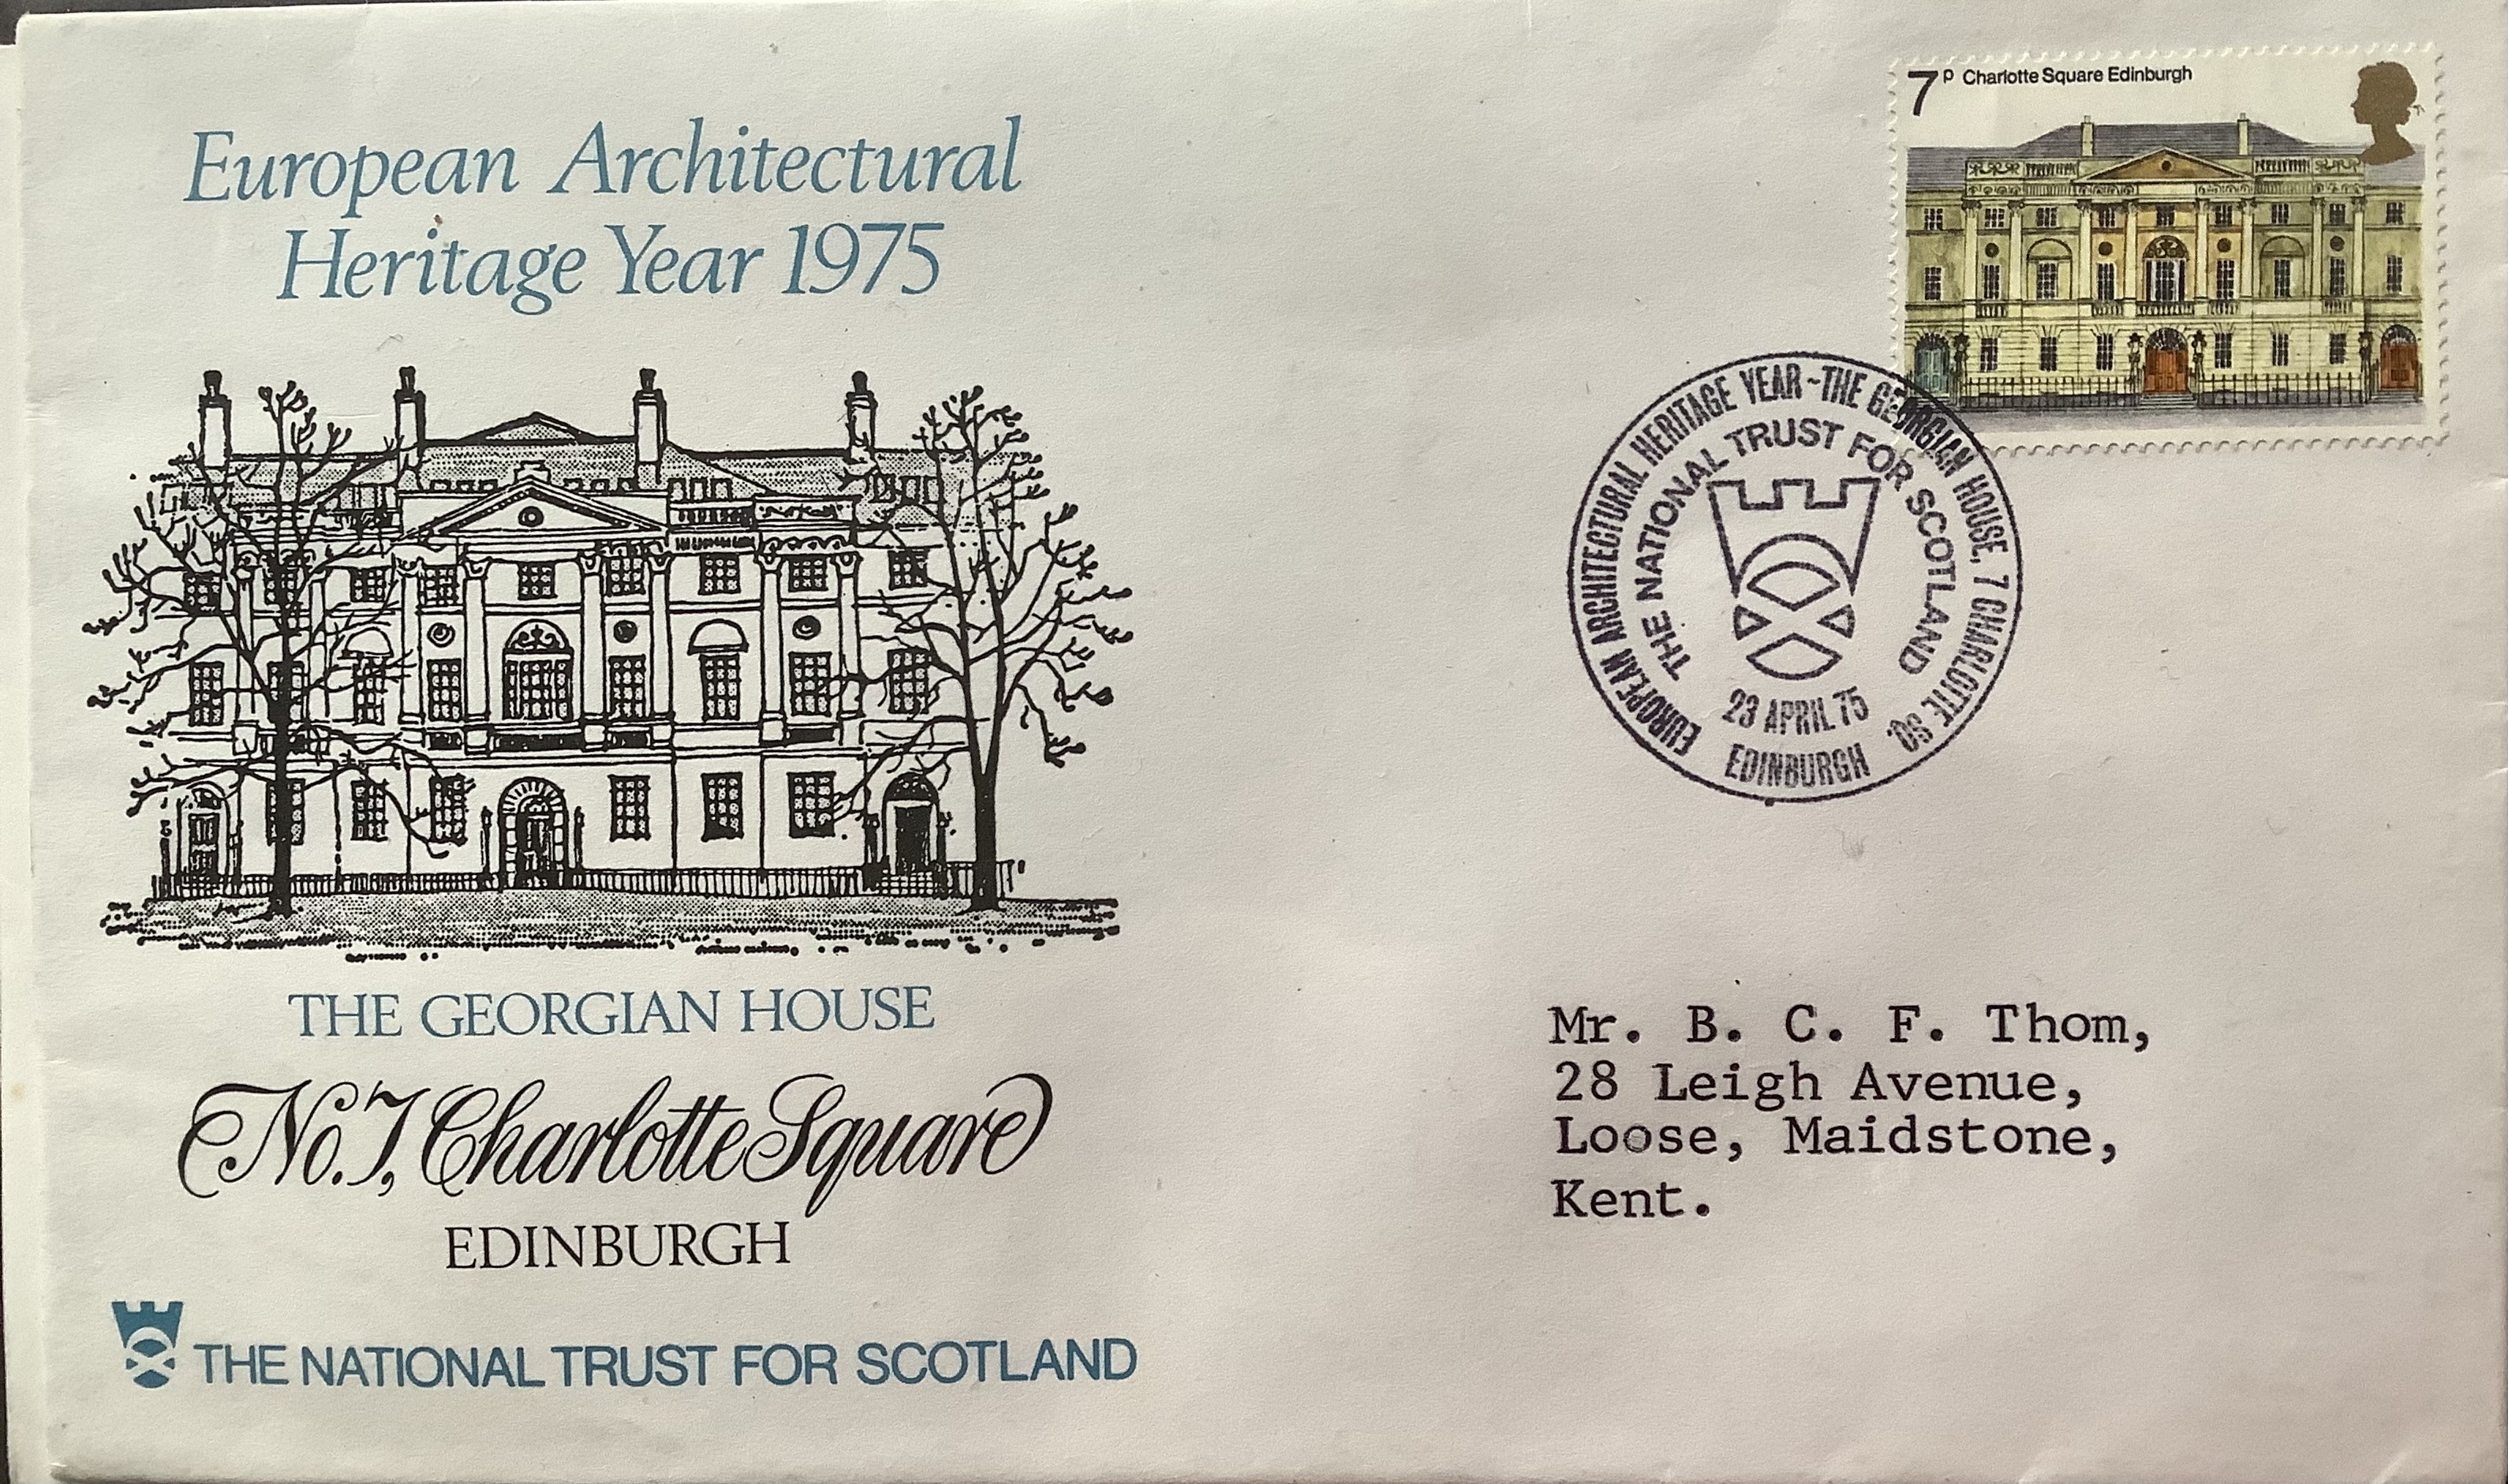 European Architectural
Heritage Year 1975
THE GEORGIAN HOUSE
No. 7, Charlotte Square
EDINBURGH
THE NATIONAL TRUST FOR SCOTLAND
7P Charlotte Square Edinburgh
EUROPEAN ARCHITECTURAL HERITAGE YEAR - THE GEORGIAN HOUSE, 7 CHARLOTTE SQ.
THE NATIONAL TRUST FOR SCOTLAND
23 APRIL 75
EDINBURGH
Mr. B. C. F. Thom,
28 Leigh Avenue,
Loose, Maidstone,
Kent.